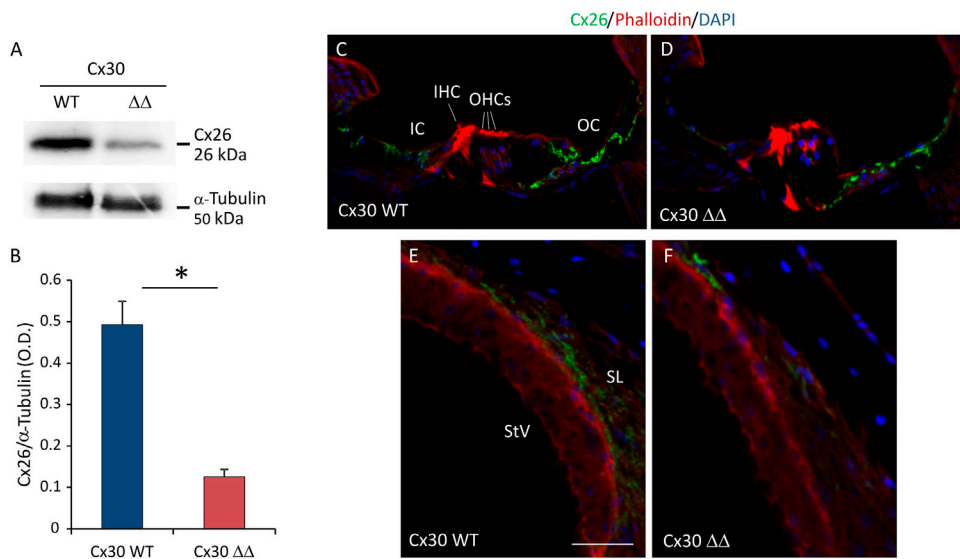 Cx26/Phalloidin/DAPI
A
Cx30
WT ΔΔ
Cx26
26 kDa
α-Tubulin
50 kDa
B
Cx26/α-Tubulin (O.D.)
0.6
0.5
0.4
0.3
0.2
0.1
0
*
Cx30 WT Cx30 ΔΔ
C
IHC
OHCs
IC
OC
Cx30 WT
D
Cx30 ΔΔ
E
SL
StV
Cx30 WT
F
Cx30 ΔΔ